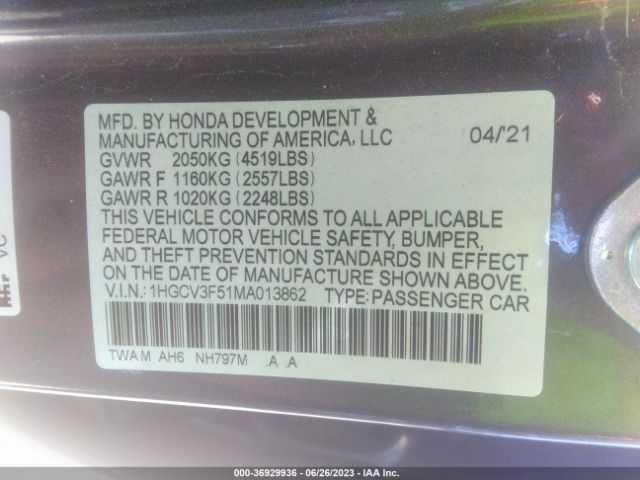 VC
MFD. BY HONDA DEVELOPMENT &
MANUFACTURING OF AMERICA, LLC 04/'21
GVWR 2050KG (4519LBS)
GAWR F 1160KG (2557LBS)
GAWR R 1020KG (2248LBS)
THIS VEHICLE CONFORMS TO ALL APPLICABLE
FEDERAL MOTOR VEHICLE SAFETY, BUMPER,
AND THEFT PREVENTION STANDARDS IN EFFECT
ON THE DATE OF MANUFACTURE SHOWN ABOVE.
V.I.N.: 1HGCV3F51MA013862 TYPE: PASSENGER CAR
TWA M AH6 NH797M .A .A
000-36929936 - 06/26/2023 - IAA Inc.